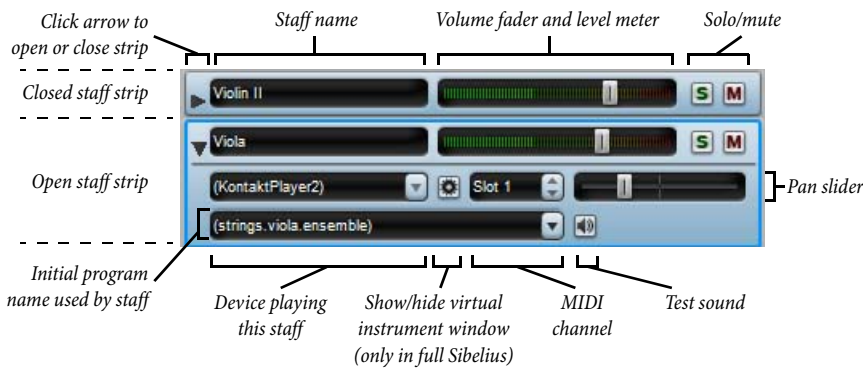 Click arrow to
open or close strip
Staff name
Volume fader and level meter
Solo/mute
Closed staff strip
Violin II
S M
Viola
S M
Open staff strip
(KontaktPlayer2)
Slot 1
Pan slider
(strings.viola.ensemble)
Initial program
name used by staff
Device playing
this staff
Show/hide virtual
instrument window
(only in full Sibelius)
MIDI
channel
Test sound